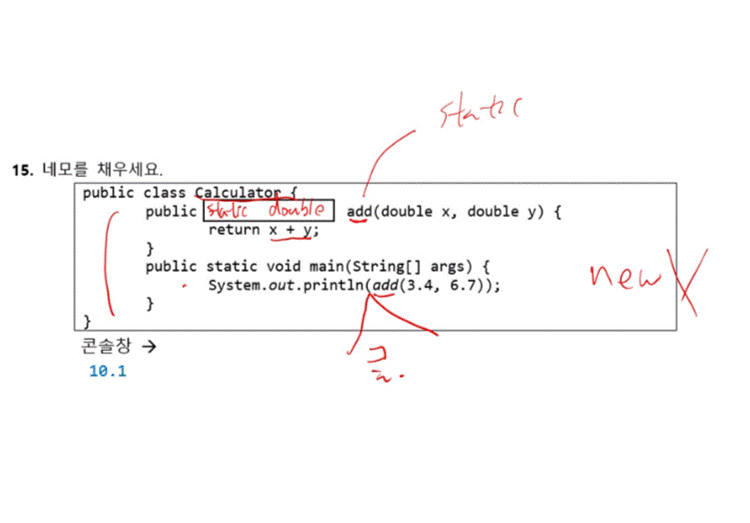 static
15. 네모를 채우세요.
public class Calculator {
public static double add(double x, double y) {
return x + y;
}
public static void main(String[] args) {
System.out.println(add(3.4, 6.7));
}
}
new
콘솔창 →
10.1